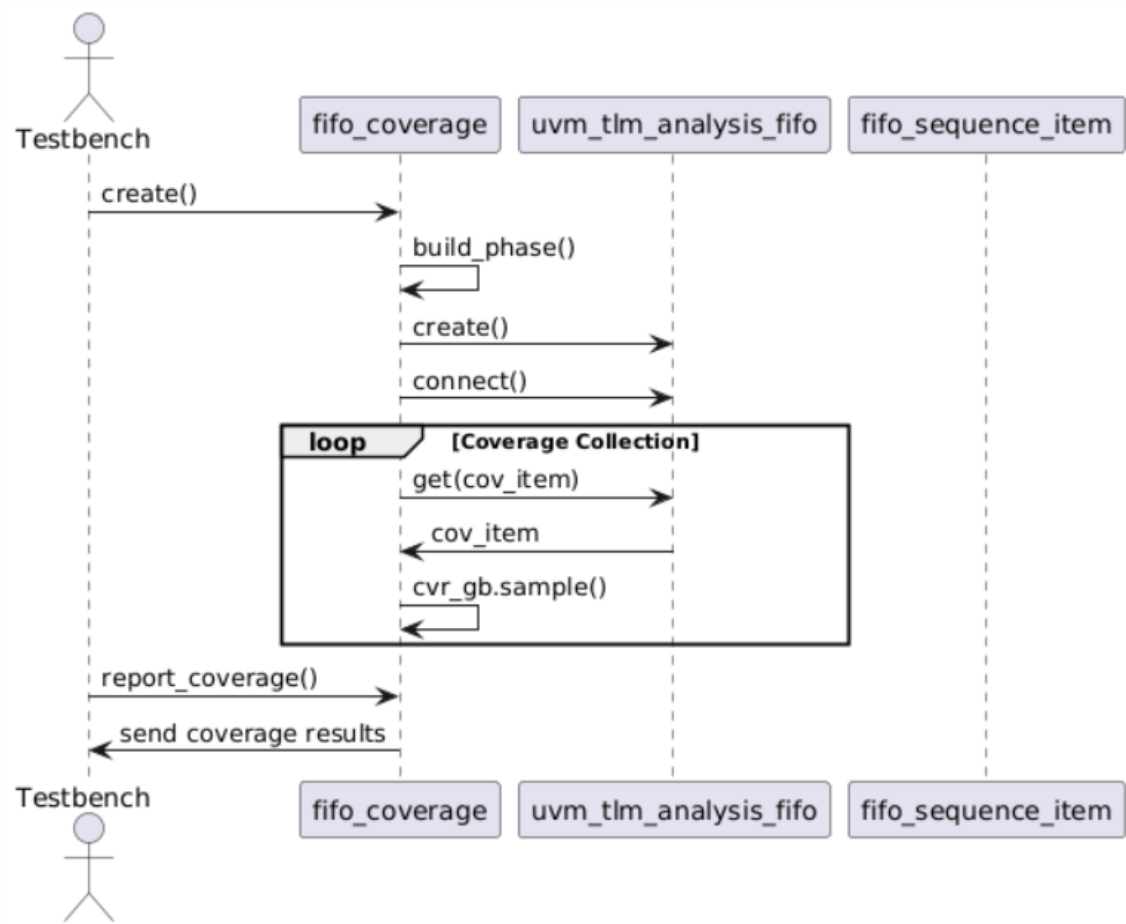 Testbench
fifo_coverage
uvm_tlm_analysis_fifo
fifo_sequence_item
create()
build_phase()
create()
connect()
loop
[Coverage Collection]
get(cov_item)
cov_item
cvr_gb.sample()
report_coverage()
send coverage results
Testbench
fifo_coverage
uvm_tlm_analysis_fifo
fifo_sequence_item